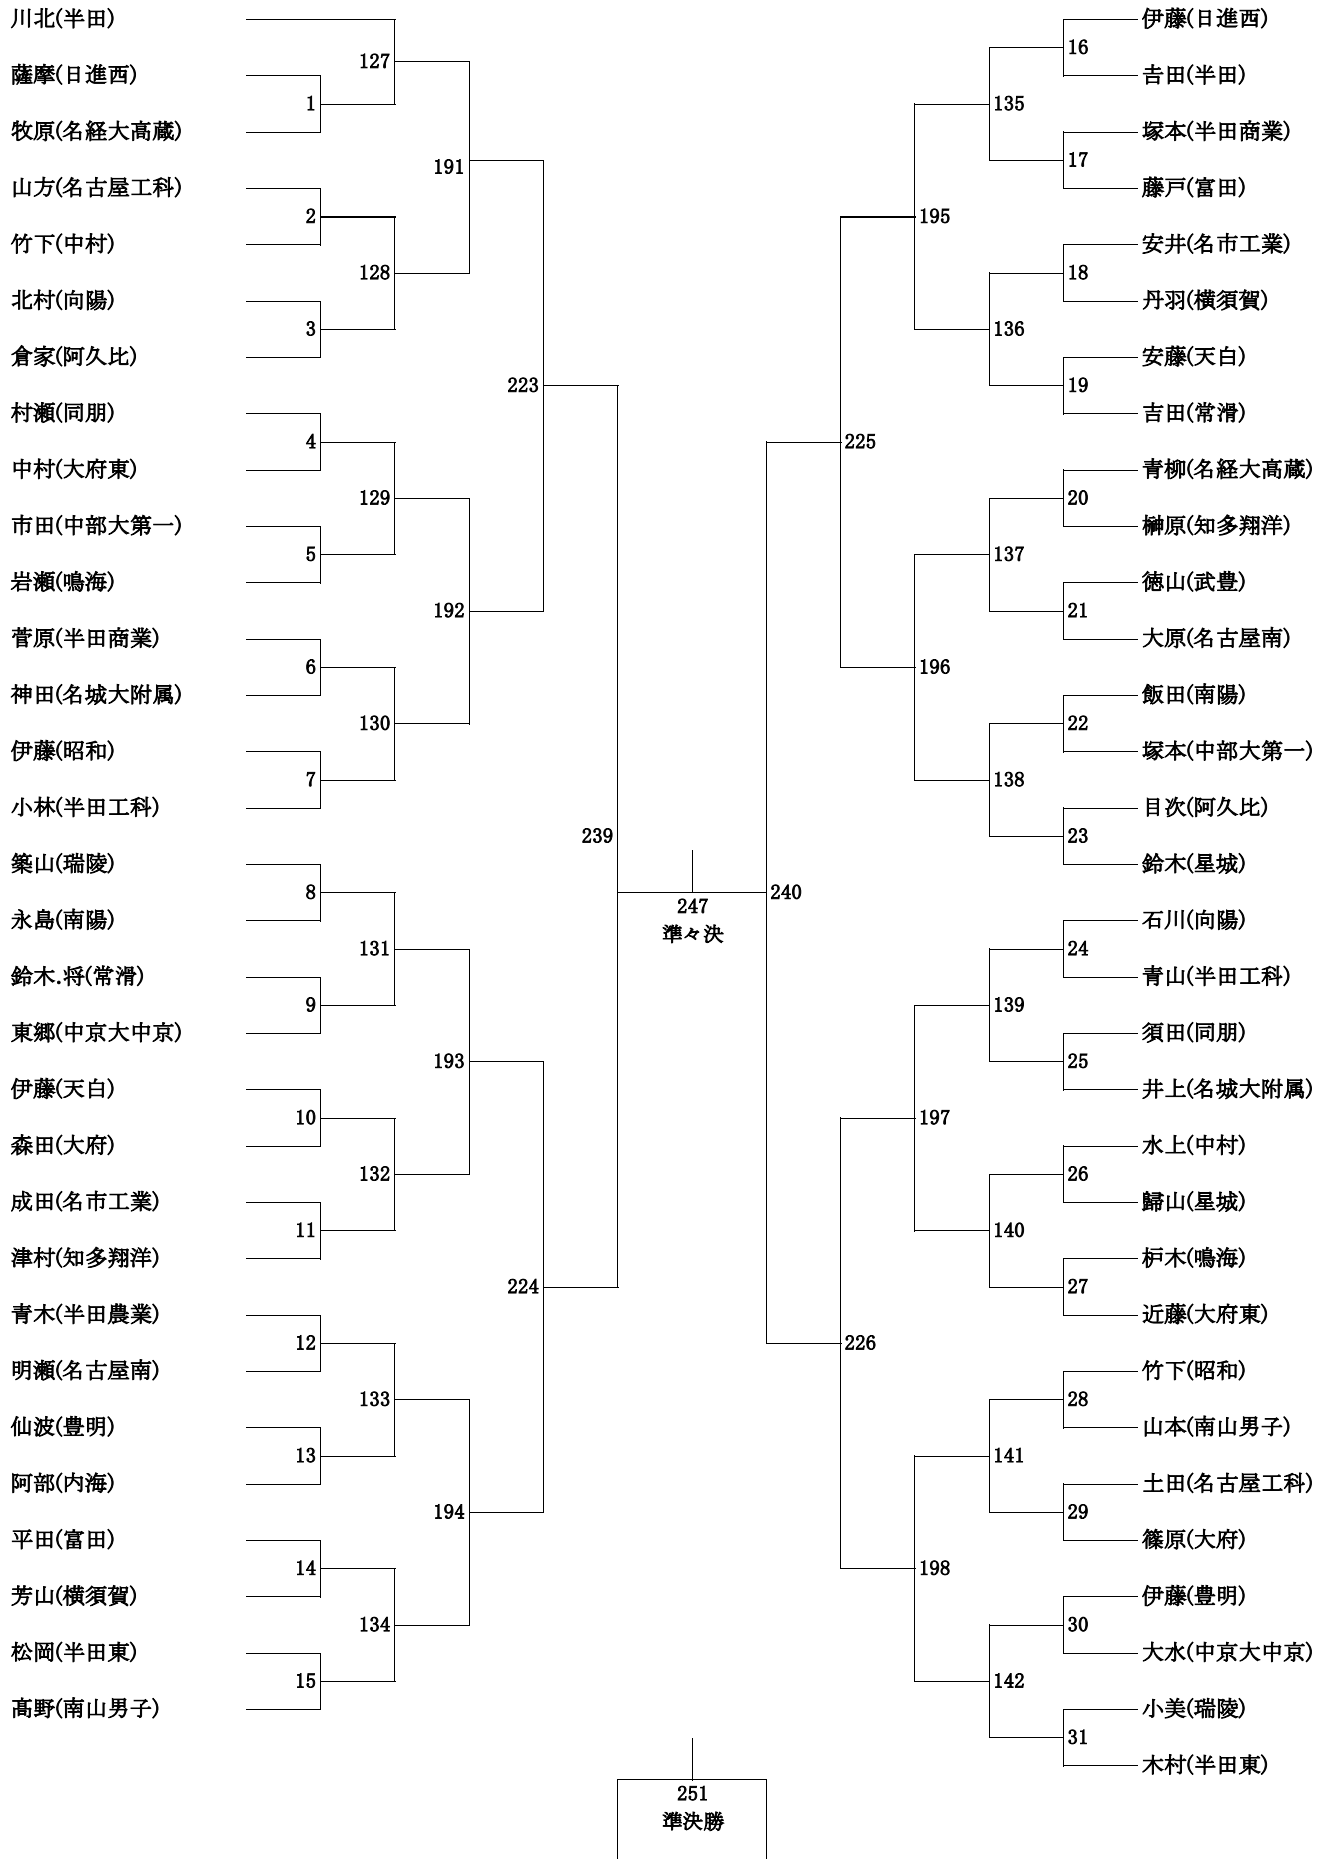 川北(半田)
薩摩(日進西)
牧原(名経大高蔵)
山方(名古屋工科)
竹下(中村)
北村(向陽)
倉家(阿久比)
村瀬(同朋)
中村(大府東)
市田(中部大第一)
岩瀬(鳴海)
菅原(半田商業)
神田(名城大附属)
伊藤(昭和)
小林(半田工科)
築山(瑞陵)
永島(南陽)
鈴木.将(常滑)
東郷(中京大中京)
伊藤(天白)
森田(大府)
成田(名市工業)
津村(知多翔洋)
青木(半田農業)
明瀬(名古屋南)
仙波(豊明)
阿部(内海)
平田(富田)
芳山(横須賀)
松岡(半田東)
髙野(南山男子)
1
2
3
4
5
6
7
8
9
10
11
12
13
14
15
127
128
129
130
131
132
133
134
191
192
193
194
223
224
239
247
準々決
251
準決勝
240
225
226
195
196
197
198
135
136
137
138
139
140
141
142
16
17
18
19
20
21
22
23
24
25
26
27
28
29
30
31
伊藤(日進西)
𠮷田(半田)
塚本(半田商業)
藤戸(富田)
安井(名市工業)
丹羽(横須賀)
安藤(天白)
吉田(常滑)
青柳(名経大高蔵)
榊原(知多翔洋)
徳山(武豊)
大原(名古屋南)
飯田(南陽)
塚本(中部大第一)
目次(阿久比)
鈴木(星城)
石川(向陽)
青山(半田工科)
須田(同朋)
井上(名城大附属)
水上(中村)
歸山(星城)
枦木(鳴海)
近藤(大府東)
竹下(昭和)
山本(南山男子)
土田(名古屋工科)
篠原(大府)
伊藤(豊明)
大水(中京大中京)
小美(瑞陵)
木村(半田東)